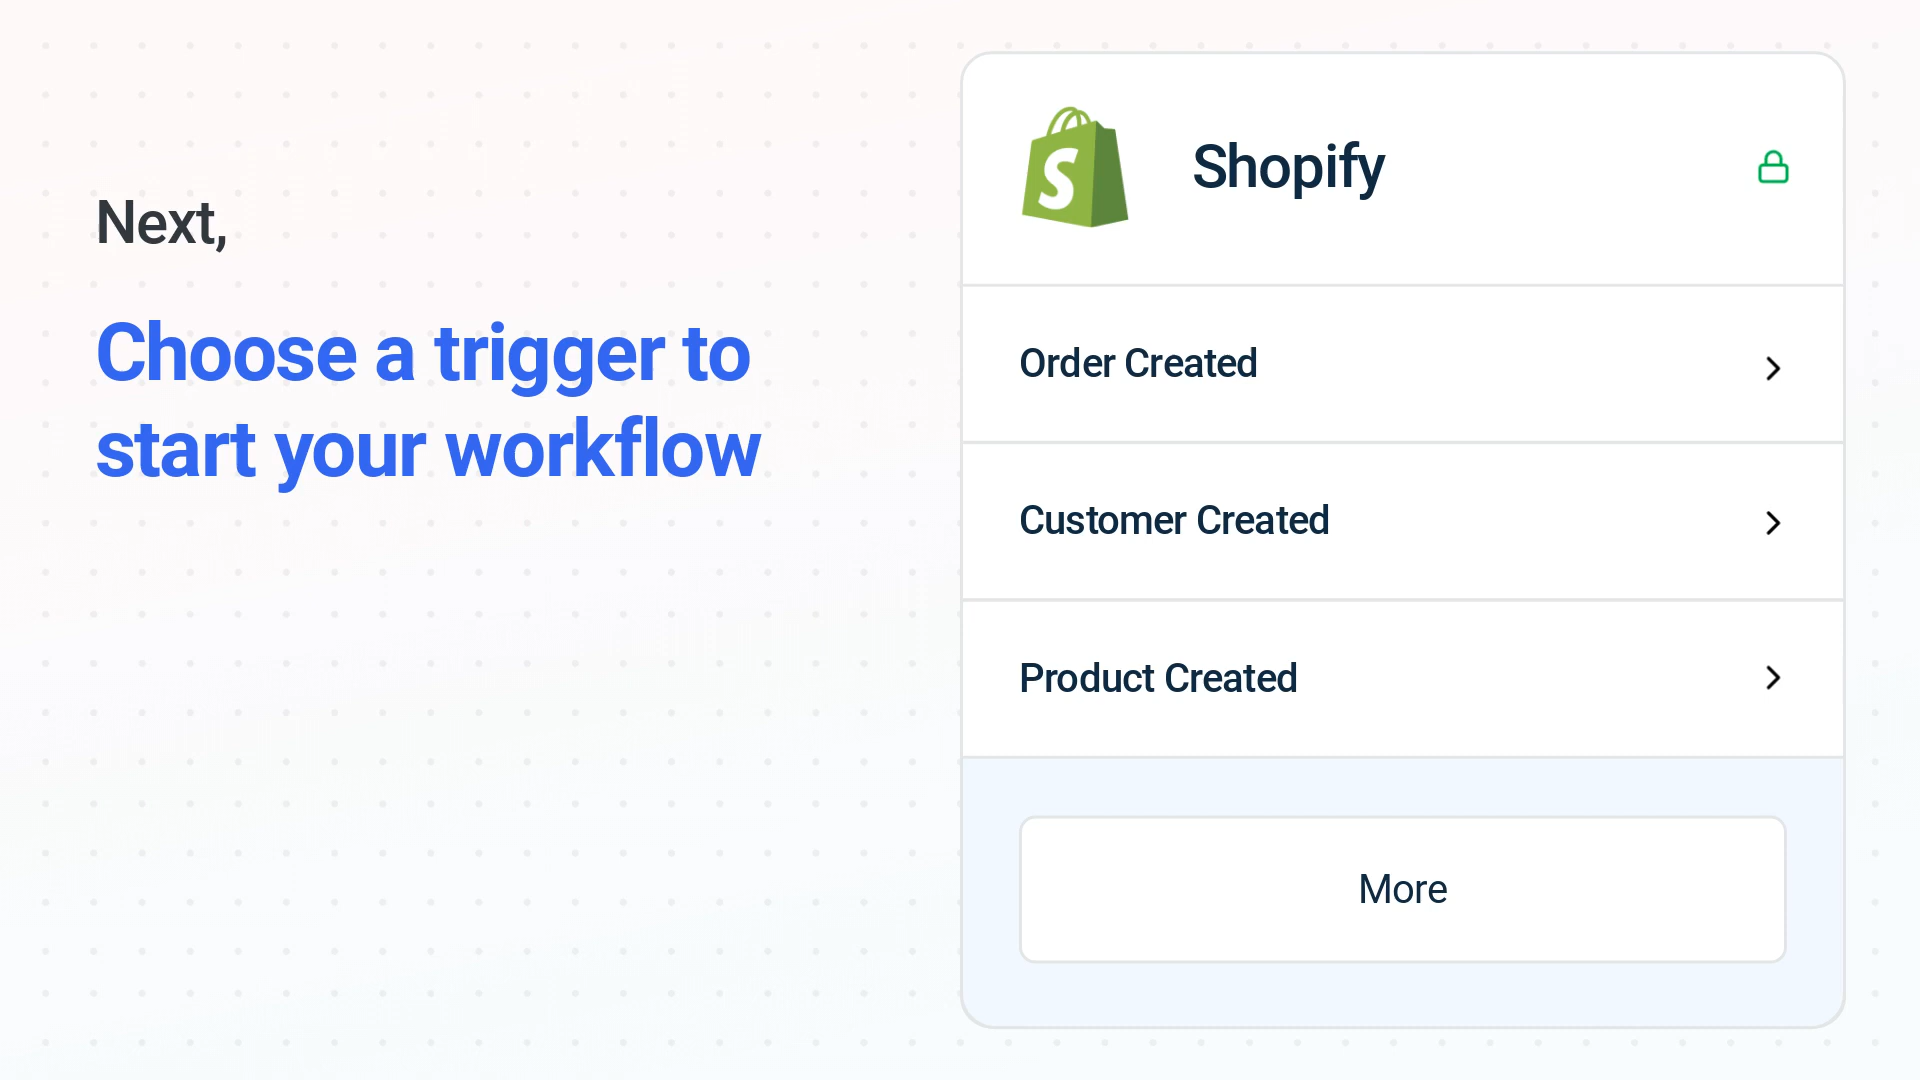 Next,
Choose a trigger to
start your workflow
S
Shopify
Order Created
Customer Created
Product Created
More